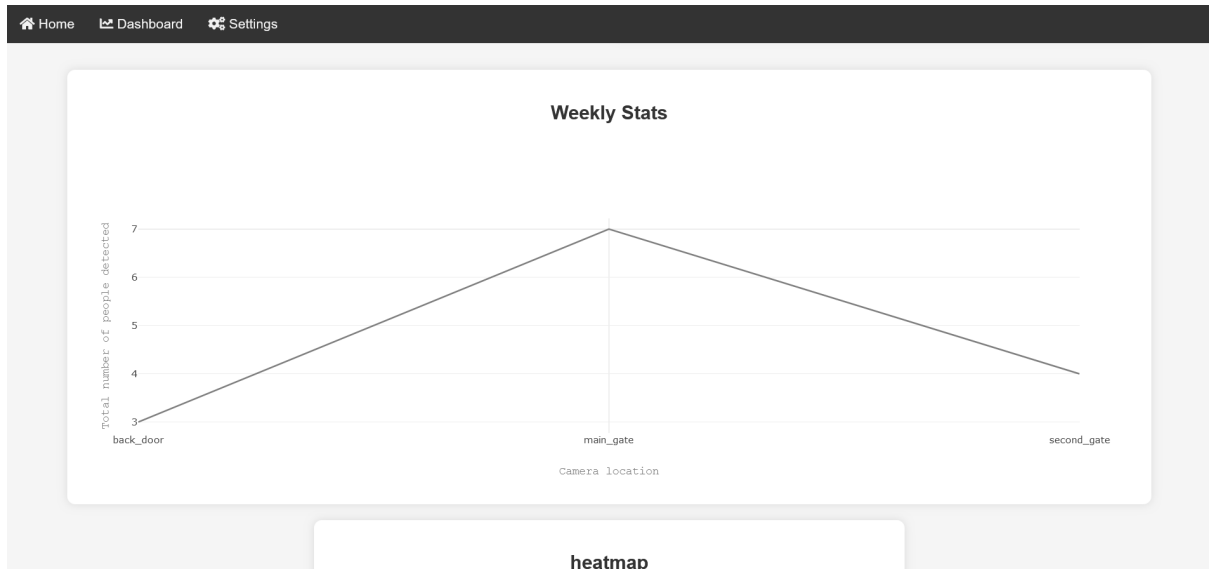 Home Dashboard Settings
Weekly Stats
Total number of people detected
7
6
5
4
3
back_door main_gate second_gate
Camera location
heatmap